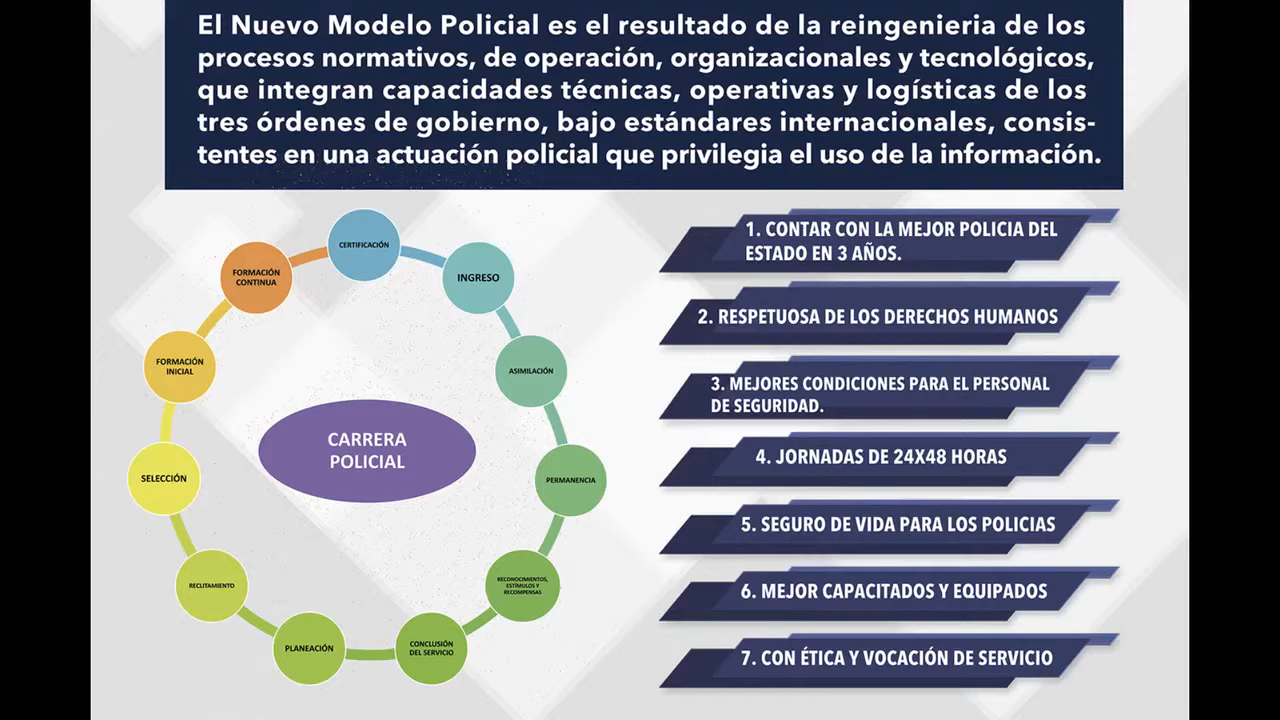 El Nuevo Modelo Policial es el resultado de la reingenieria de los
procesos normativos, de operación, organizacionales y tecnológicos,
que integran capacidades técnicas, operativas y logísticas de los
tres órdenes de gobierno, bajo estándares internacionales, consis-
tentes en una actuación policial que privilegia el uso de la información.
CERTIFICACIÓN
INGRESO
ASIMILACIÓN
PERMANENCIA
RECONOCIMIENTOS,
ESTÍMULOS Y
RECOMPENSAS
CONCLUSIÓN
DEL SERVICIO
PLANEACIÓN
RECLITAMIENTO
SELECCIÓN
FORMACIÓN
INICIAL
FORMACIÓN
CONTINUA
CARRERA
POLICIAL
1. CONTAR CON LA MEJOR POLICIA DEL
ESTADO EN 3 AÑOS.
2. RESPETUOSA DE LOS DERECHOS HUMANOS
3. MEJORES CONDICIONES PARA EL PERSONAL
DE SEGURIDAD.
4. JORNADAS DE 24X48 HORAS
5. SEGURO DE VIDA PARA LOS POLICIAS
6. MEJOR CAPACITADOS Y EQUIPADOS
7. CON ÉTICA Y VOCACIÓN DE SERVICIO